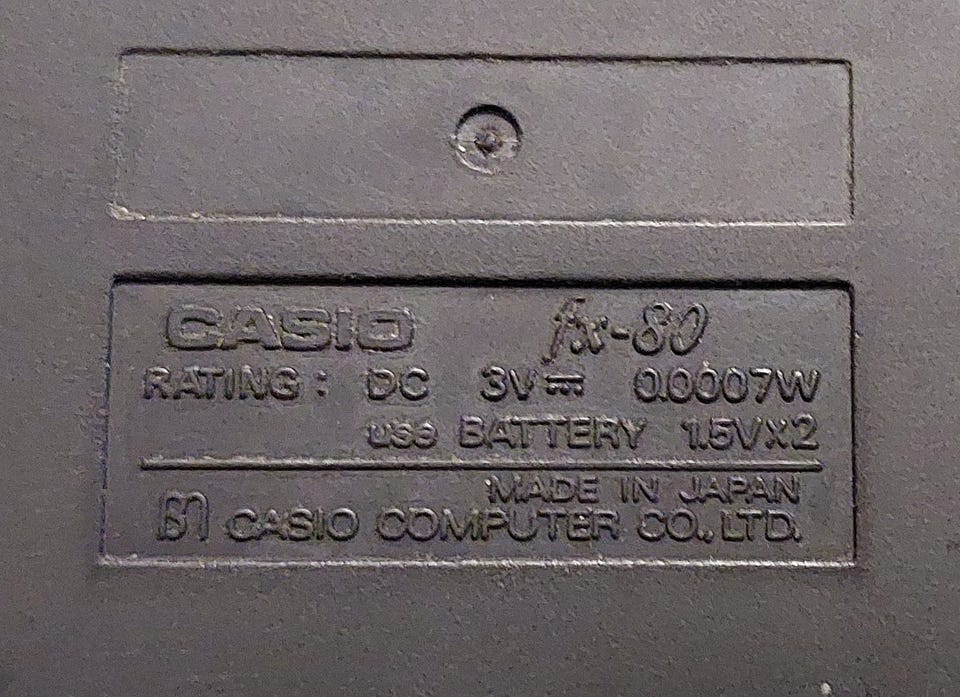 CASIO fx-80
RATING : DC 3V⎓ 0.0007W
use BATTERY 1.5V×2
MADE IN JAPAN
CASIO COMPUTER CO., LTD.